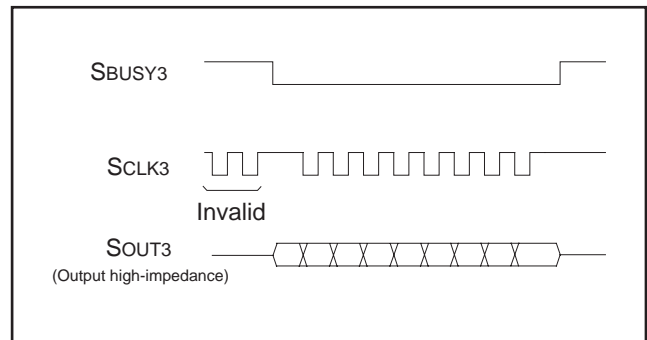 SBUSY3
SCLK3
Invalid
SOUT3
(Output high-impedance)